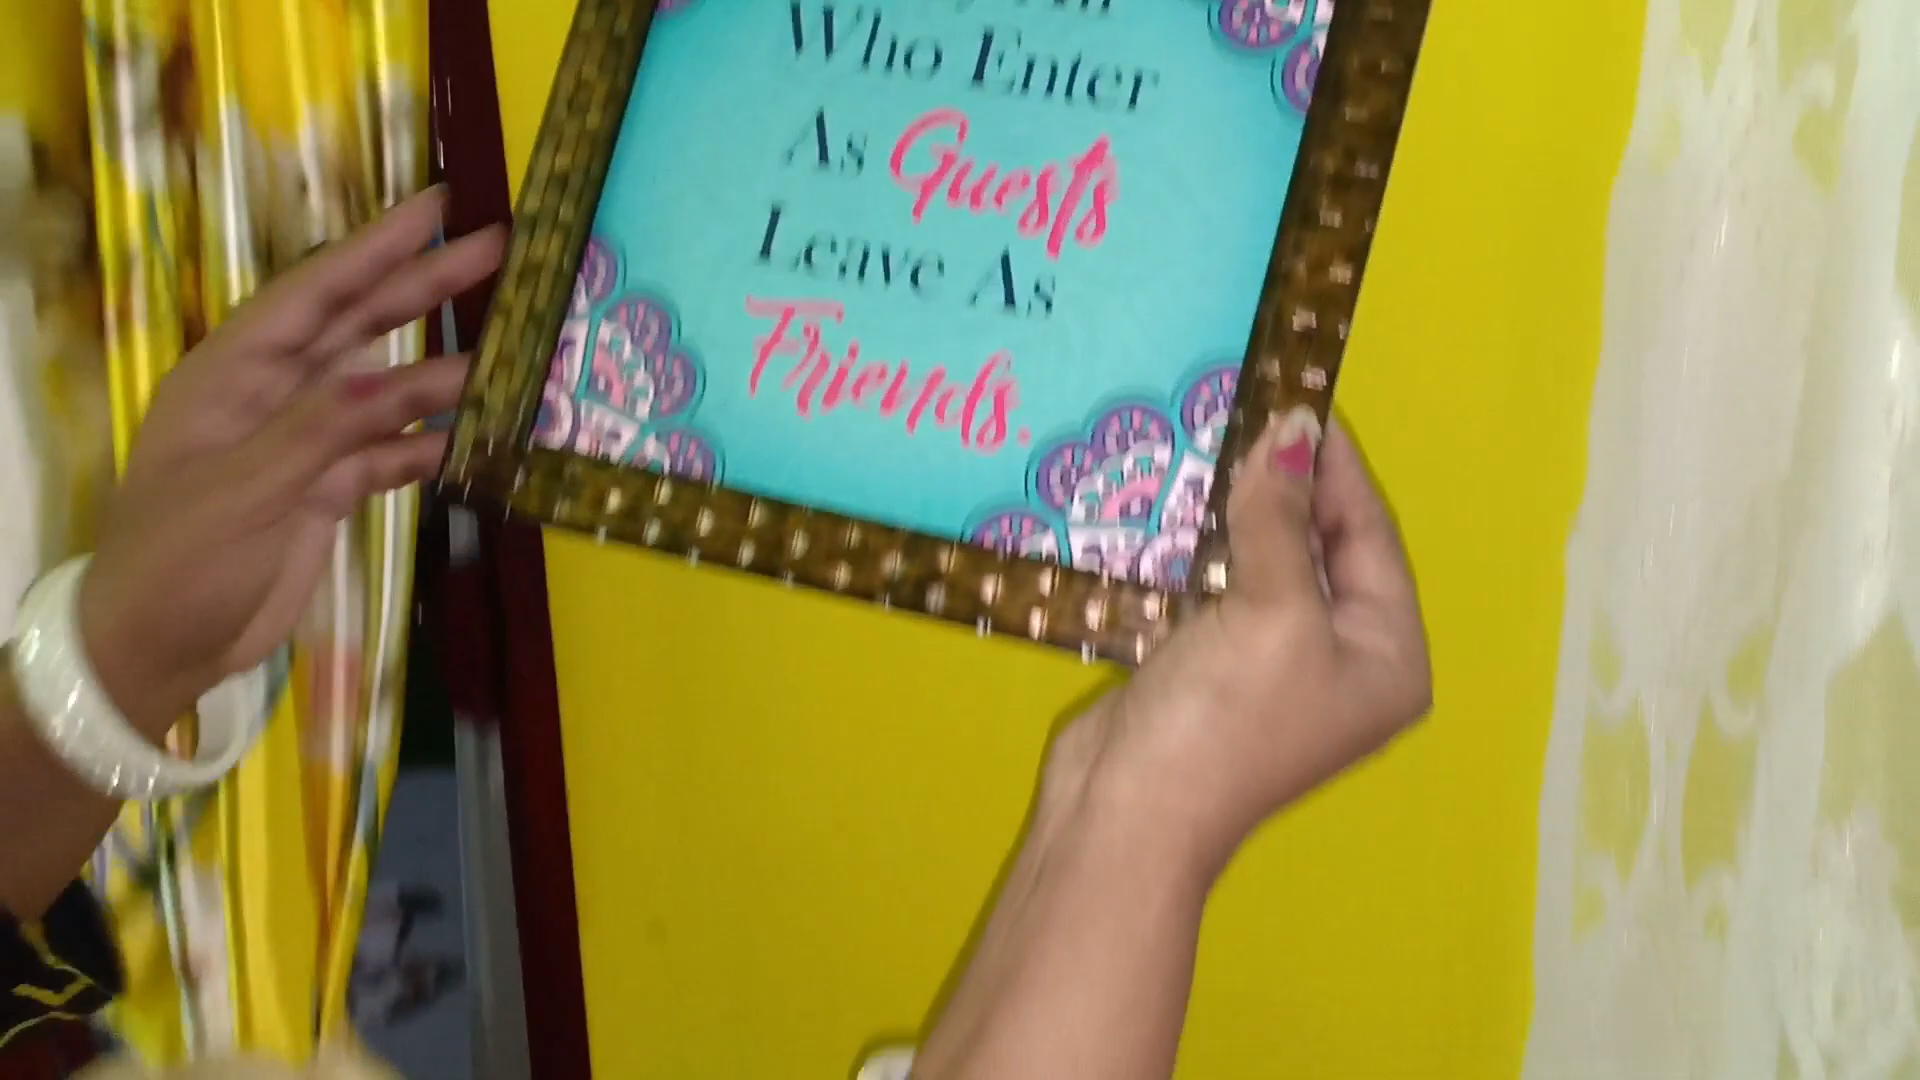 Who Enter
As Guests
Leave As
Friends.